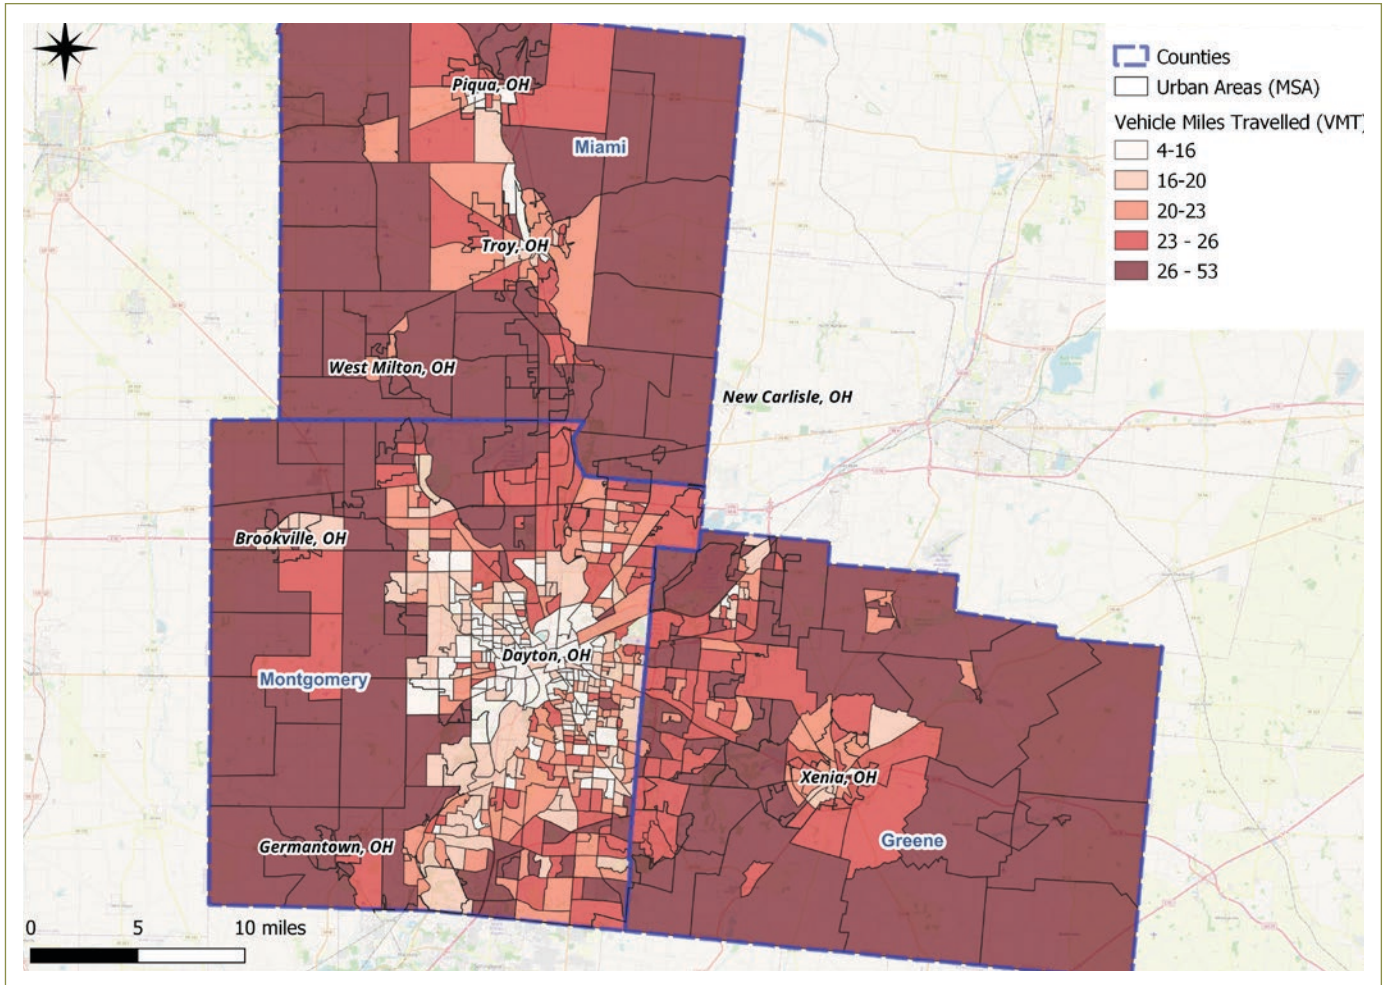 Counties
Urban Areas (MSA)
Vehicle Miles Travelled (VMT)
4-16
16-20
20-23
23 - 26
26 - 53
Piqua, OH
Miami
Troy, OH
West Milton, OH
New Carlisle, OH
Brookville, OH
Dayton, OH
Montgomery
Xenia, OH
Greene
Germantown, OH
0 5 10 miles